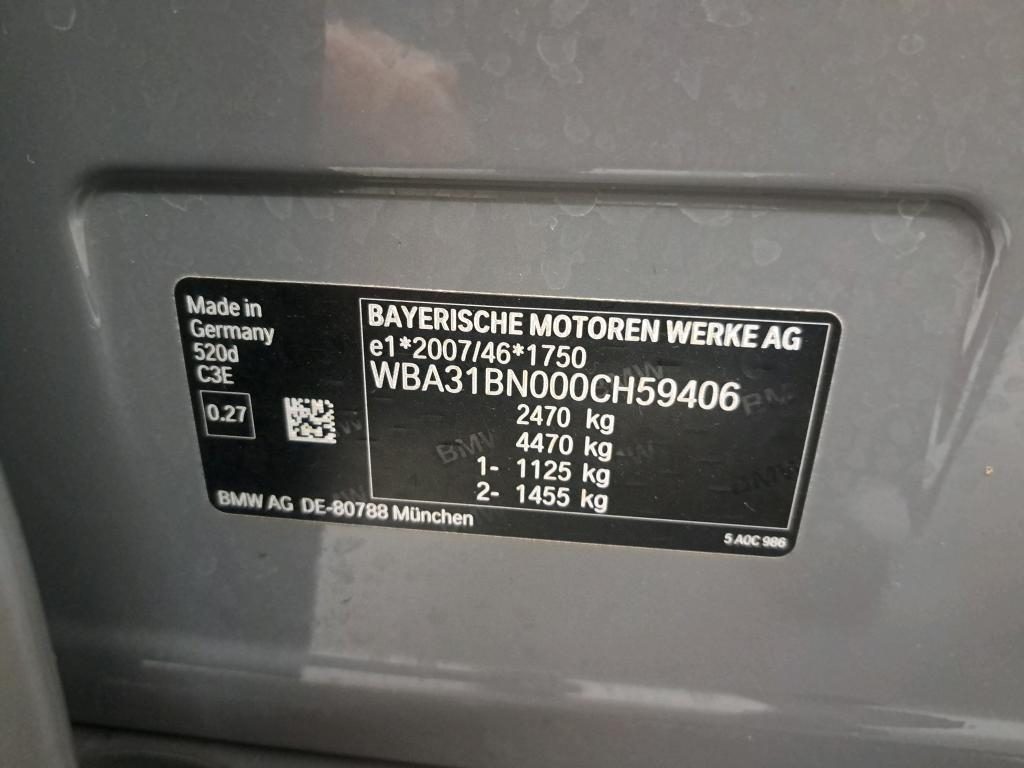 Made in
Germany
520d
C3E
0.27
BAYERISCHE MOTOREN WERKE AG
e1*2007/46*1750
WBA31BN000CH59406
2470 kg
4470 kg
1- 1125 kg
2- 1455 kg
BMW AG DE-80788 München
5 A0C 986